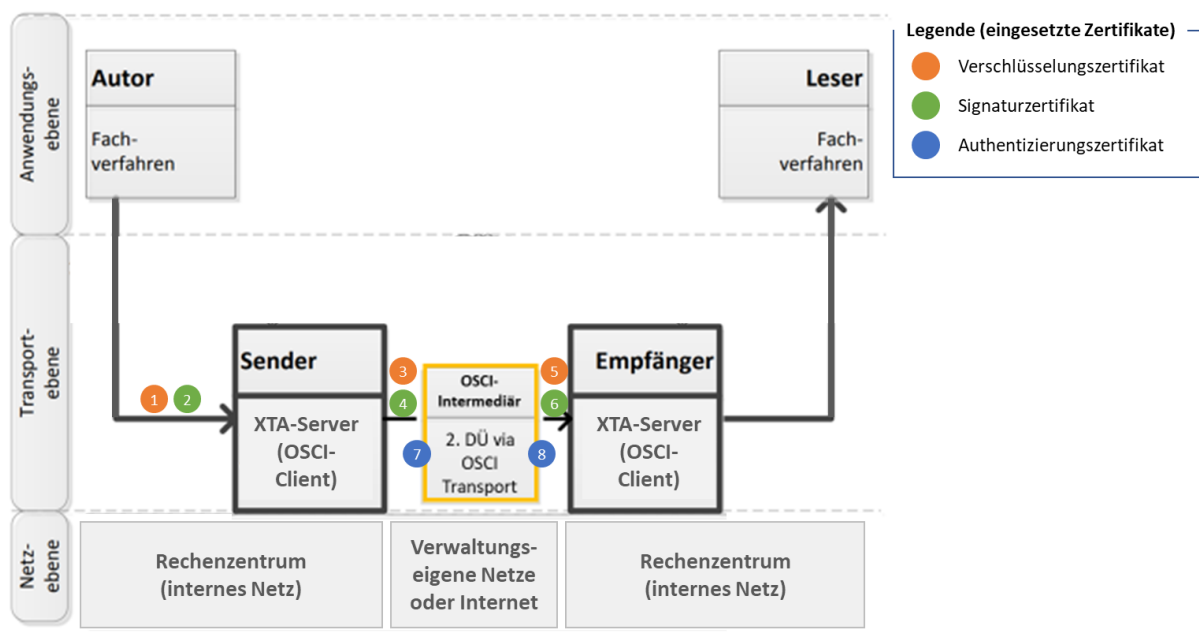 Anwendungs-
ebene
Autor
Fach-
verfahren
Leser
Fach-
verfahren
Legende (eingesetzte Zertifikate)
Verschlüsselungszertifikat
Signaturzertifikat
Authentizierungszertifikat
Transport-
ebene
1
2
Sender
XTA-Server
(OSCI-
Client)
3
4
7
OSCI-
Intermediär
2. DÜ via
OSCI
Transport
5
6
8
Empfänger
XTA-Server
(OSCI-
Client)
Netz-
ebene
Rechenzentrum
(internes Netz)
Verwaltungs-
eigene Netze
oder Internet
Rechenzentrum
(internes Netz)